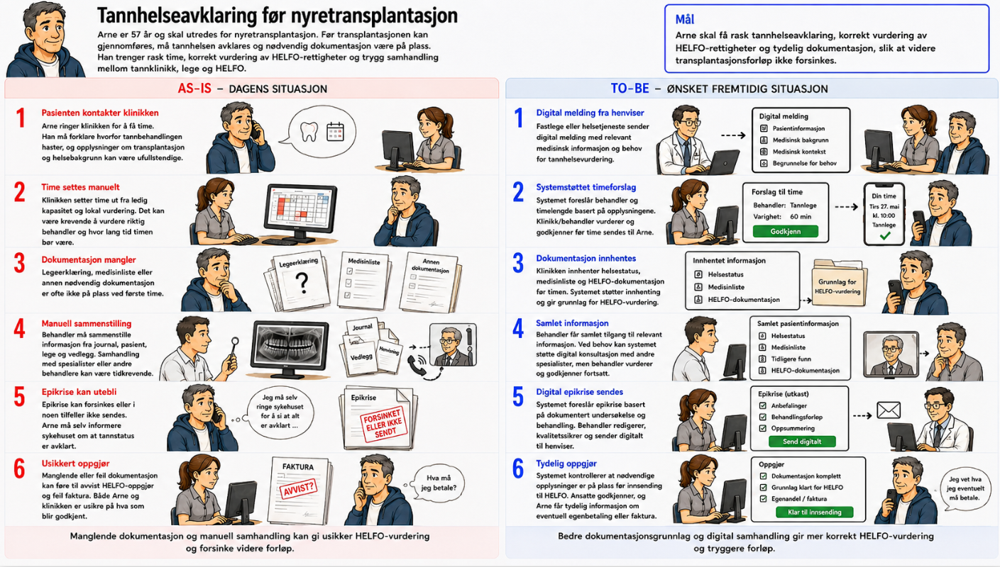 Tannhelseavklaring før nyretransplantasjon
Arne er 57 år og skal utredes for nyretransplantasjon. Før transplantasjonen kan
gjennomføres, må tannhelsen avklares og nødvendig dokumentasjon være på plass.
Han trenger rask time, korrekt vurdering av HELFO-rettigheter og trygg samhandling
mellom tannklinikk, lege og HELFO.
Mål
Arne skal få rask tannhelseavklaring, korrekt vurdering av
HELFO-rettigheter og tydelig dokumentasjon, slik at videre
transplantasjonsforløp ikke forsinkes.
AS-IS – DAGENS SITUASJON
1
Pasienten kontakter klinikken
Arne ringer klinikken for å få time.
Han må forklare hvorfor tannbehandlingen
haster, og opplysninger om transplantasjon
og helsebakgrunn kan være ufullstendige.
2
Time settes manuelt
Klinikken setter time ut fra ledig
kapasitet og lokal vurdering. Det kan
være krevende å vurdere riktig
behandler og hvor lang tid timen
bør være.
3
Dokumentasjon mangler
Legeerklæring, medisinliste eller
annen nødvendig dokumentasjon
er ofte ikke på plass ved første time.
Legeerklæring
?
Medisinliste
Annen
dokumentasjon
4
Manuell sammenstilling
Behandler må sammenstille
informasjon fra journal, pasient,
lege og vedlegg. Samhandling
med spesialister eller andre
behandlere kan være tidkrevende.
Journal
Vedlegg
Henvisning
5
Epikrise kan utebli
Epikrise kan forsinkes eller i
noen tilfeller ikke sendes.
Arne må selv informere
sykehuset om at tannstatus
er avklart.
Jeg må selv
ringe sykehuset
for å si at alt
er avklart ...
Epikrise
FORSINKET
ELLER IKKE
SENDT
6
Usikkert oppgjør
Manglende eller feil dokumentasjon
kan føre til avvist HELFO-oppgjør
og feil faktura. Både Arne og
klinikken er usikre på hva som
blir godkjent.
FAKTURA
AVVIST?
Hva må
jeg betale?
Manglende dokumentasjon og manuell samhandling kan gi usikker HELFO-vurdering
og forsinke videre forløp.
TO-BE – ØNSKET FREMTIDIG SITUASJON
1
Digital melding fra henviser
Fastlege eller helsetjeneste sender
digital melding med relevant
medisinsk informasjon og behov
for tannhelsevurdering.
Digital melding
Pasientinformasjon
Medisinsk bakgrunn
Medisinsk kontekst
Begrunnelse for behov
2
Systemstøttet timeforslag
Systemet foreslår behandler og
timelengde basert på opplysningene.
Klinikk/behandler vurderer og
godkjenner før time sendes til Arne.
Forslag til time
Behandler: Tannlege
Varighet: 60 min
Godkjenn
Din time
Tirs 27. mai
kl. 10:00
Tannlege
3
Dokumentasjon innhentes
Klinikken innhenter helsestatus,
medisinliste og HELFO-dokumentasjon
før timen. Systemet støtter innhenting
og gir grunnlag for HELFO-vurdering.
Innhentet informasjon
Helsestatus
Medisinliste
HELFO-dokumentasjon
Grunnlag for
HELFO-vurdering
4
Samlet informasjon
Behandler får samlet tilgang til relevant
informasjon. Ved behov kan systemet
støtte digital konsultasjon med andre
spesialister, men behandler vurderer
og godkjenner fortsatt.
Samlet pasientinformasjon
Helsestatus
Medisinliste
Tidligere funn
HELFO-dokumentasjon
5
Digital epikrise sendes
Systemet foreslår epikrise basert
på dokumentert undersøkelse og
behandling. Behandler redigerer,
kvalitetssikrer og sender digitalt
til henviser.
Epikrise (utkast)
Anbefalinger
Behandlingsforløp
Oppsummering
Send digitalt
6
Tydelig oppgjør
Systemet kontrollerer at nødvendige
opplysninger er på plass før innsending
til HELFO. Ansatte godkjenner, og
Arne får tydelig informasjon om
eventuell egenbetaling eller faktura.
Oppgjør
Dokumentasjon komplett
Grunnlag klart for HELFO
Egenandel / faktura
Klar til innsending
Jeg vet hva
jeg eventuelt
må betale.
Bedre dokumentasjonsgrunnlag og digital samhandling gir mer korrekt HELFO-vurdering
og tryggere forløp.